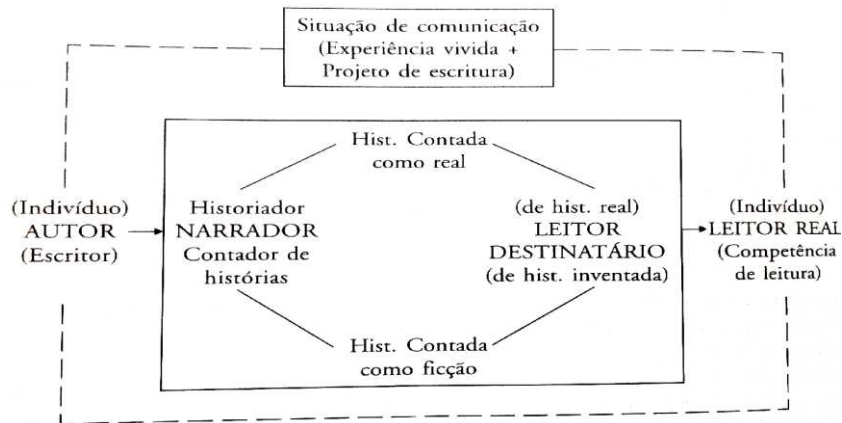 Situação de comunicação
(Experiência vivida +
Projeto de escritura)
Hist. Contada
como real
(Indivíduo)
AUTOR
(Escritor)
Historiador
NARRADOR
Contador de
histórias
(de hist. real)
LEITOR
DESTINATÁRIO
(de hist. inventada)
(Indivíduo)
LEITOR REAL
(Competência
de leitura)
Hist. Contada
como ficção